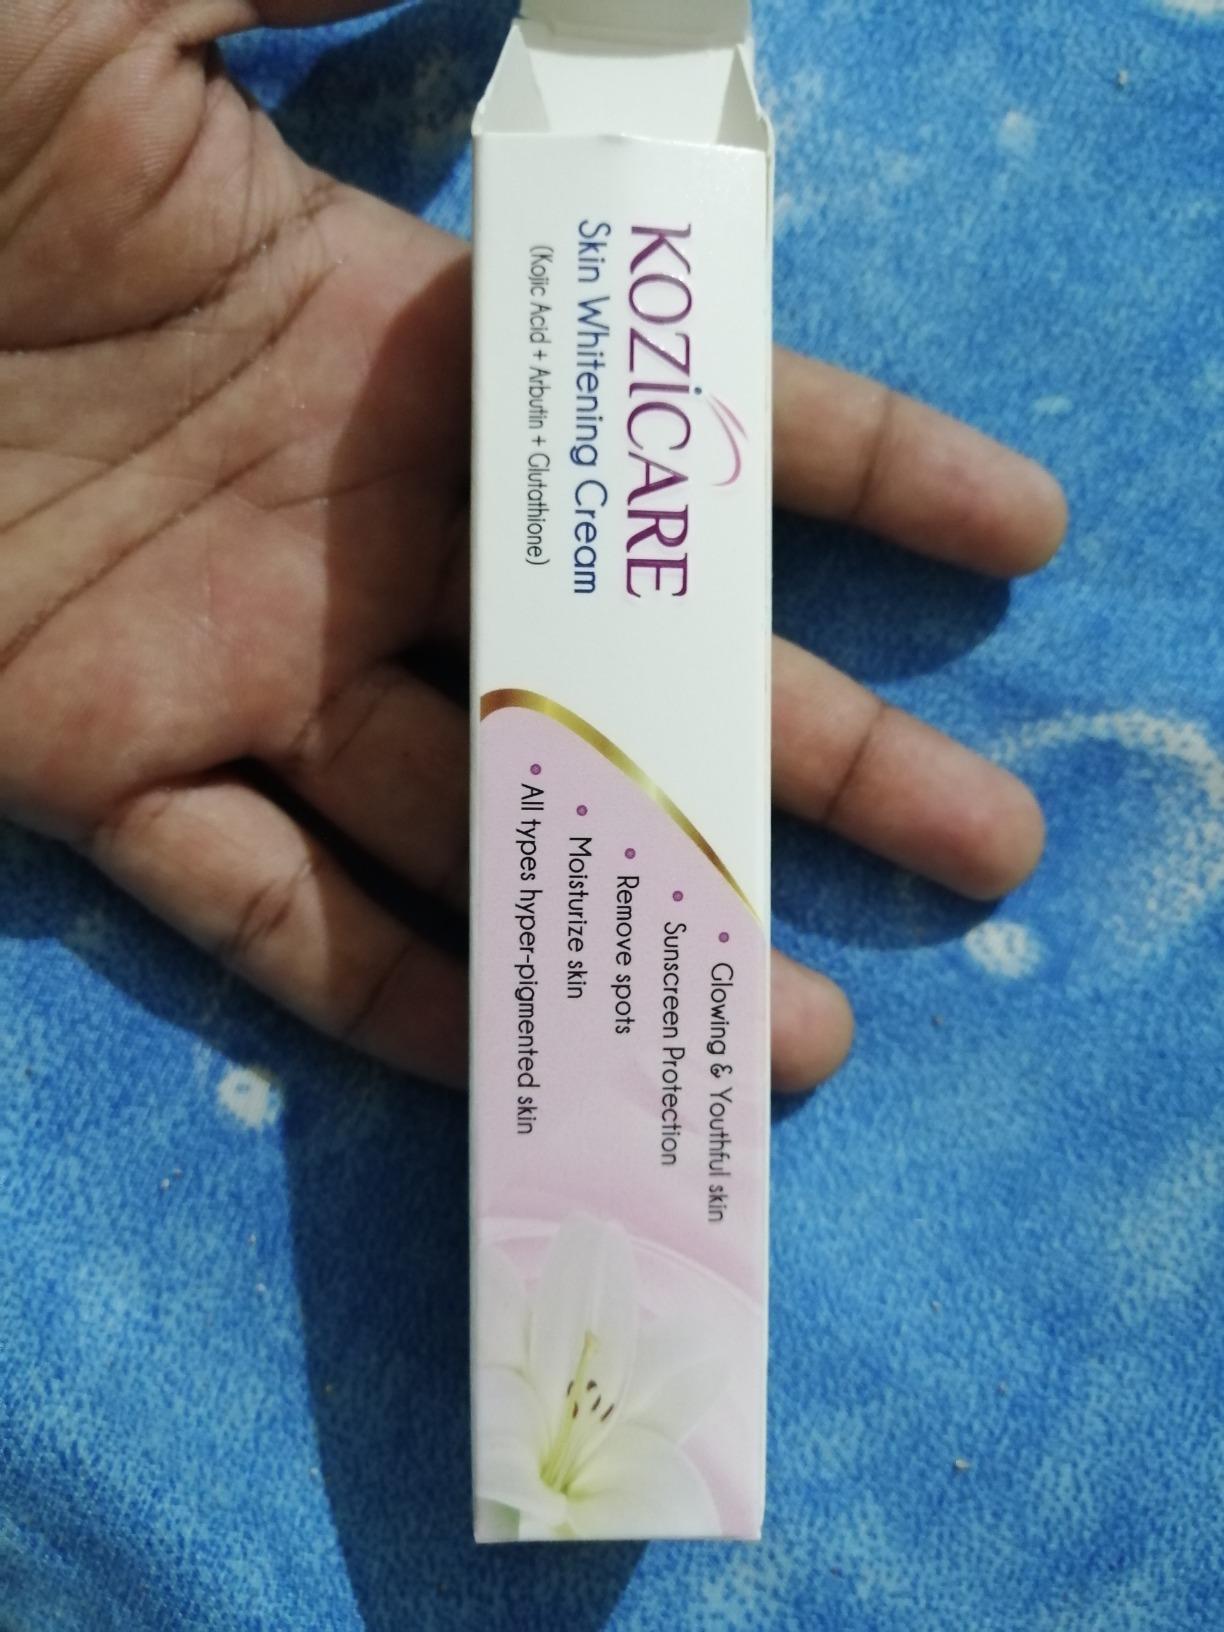 KOZICARE
Skin Whitening Cream
(Kojic Acid + Arbutin + Glutathione)
• Glowing & Youthful skin
• Sunscreen Protection
• Remove spots
• Moisturize skin
• All types hyper-pigmented skin